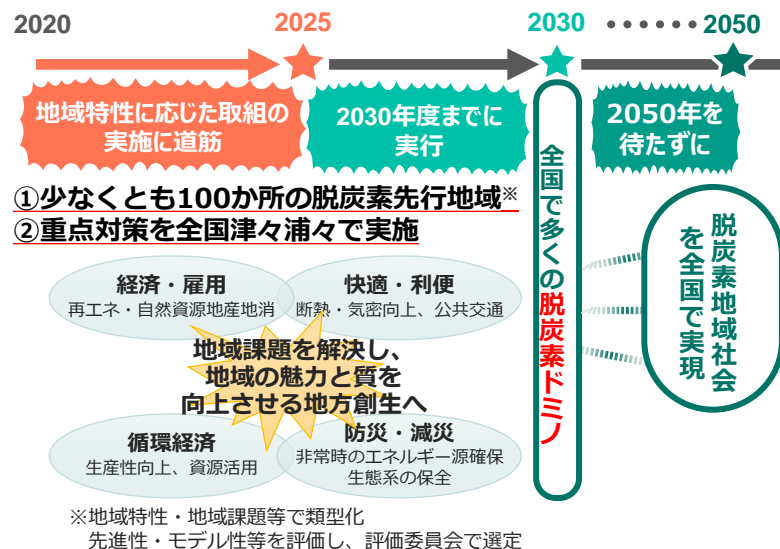 2020
2025
2030
・・・・・・
2050
地域特性に応じた取組の
実施に道筋
2030年度までに
実行
2050年を
待たずに
①少なくとも100か所の脱炭素先行地域※
②重点対策を全国津々浦々で実施
経済・雇用
再エネ・自然資源地産地消
快適・利便
断熱・気密向上、公共交通
地域課題を解決し、
地域の魅力と質を
向上させる地方創生へ
循環経済
生産性向上、資源活用
防災・減災
非常時のエネルギー源確保
生態系の保全
全国で多くの脱炭素ドミノ
脱炭素地域社会
を全国で実現
※地域特性・地域課題等で類型化
先進性・モデル性等を評価し、評価委員会で選定